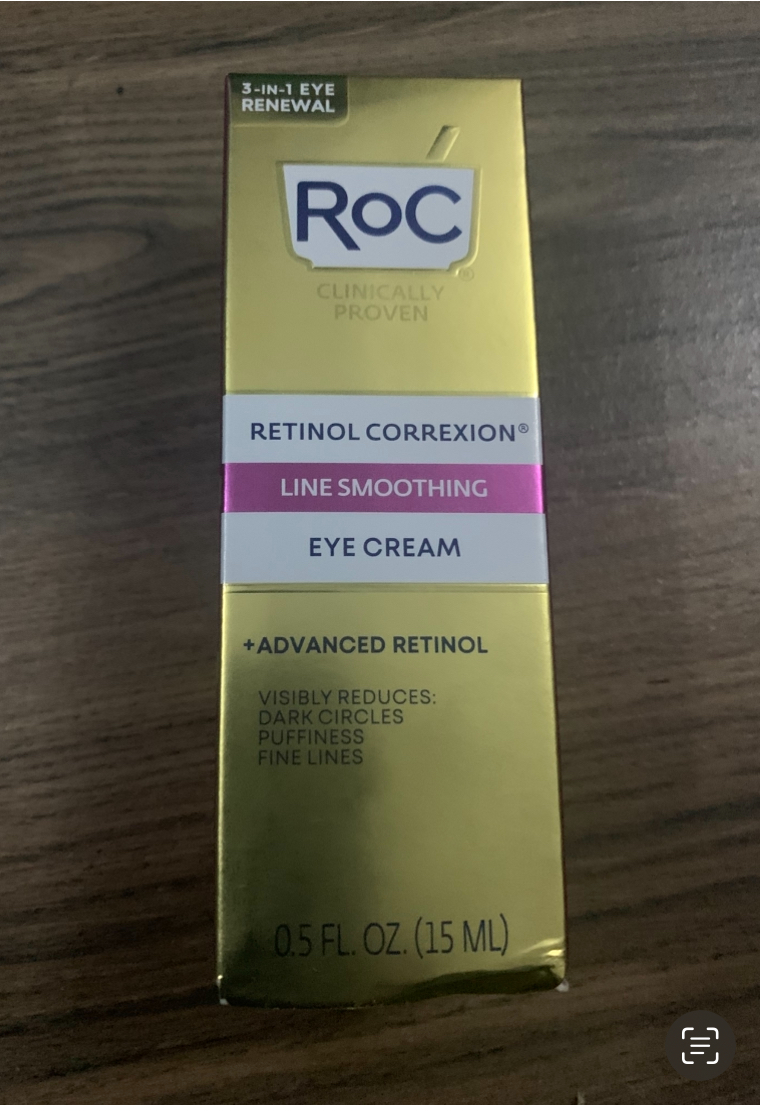 3-IN-1 EYE
RENEWAL
RoC®
CLINICALLY
PROVEN
RETINOL CORREXION®
LINE SMOOTHING
EYE CREAM
+ADVANCED RETINOL
VISIBLY REDUCES:
DARK CIRCLES
PUFFINESS
FINE LINES
0.5 FL. OZ. (15 ML)